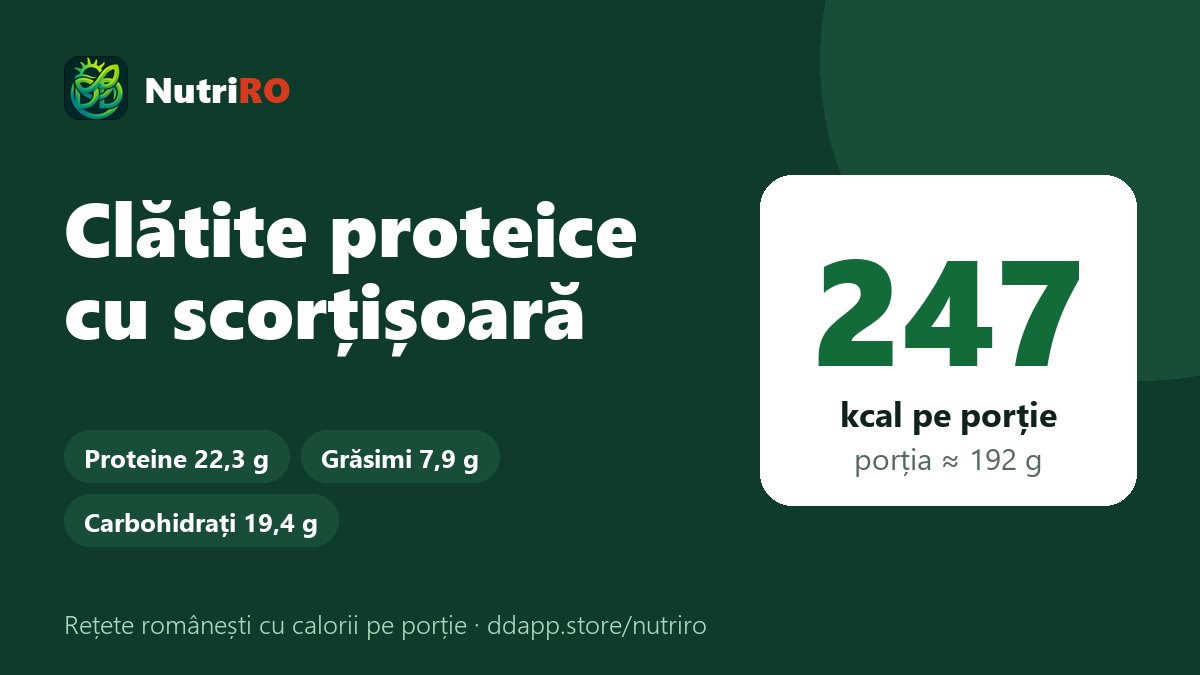 NutriRO
Clătite proteice
cu scorțișoară
Proteine 22,3 g
Grăsimi 7,9 g
Carbohidrați 19,4 g
247
kcal pe porție
porția ≈ 192 g
Rețete românești cu calorii pe porție · ddapp.store/nutriro